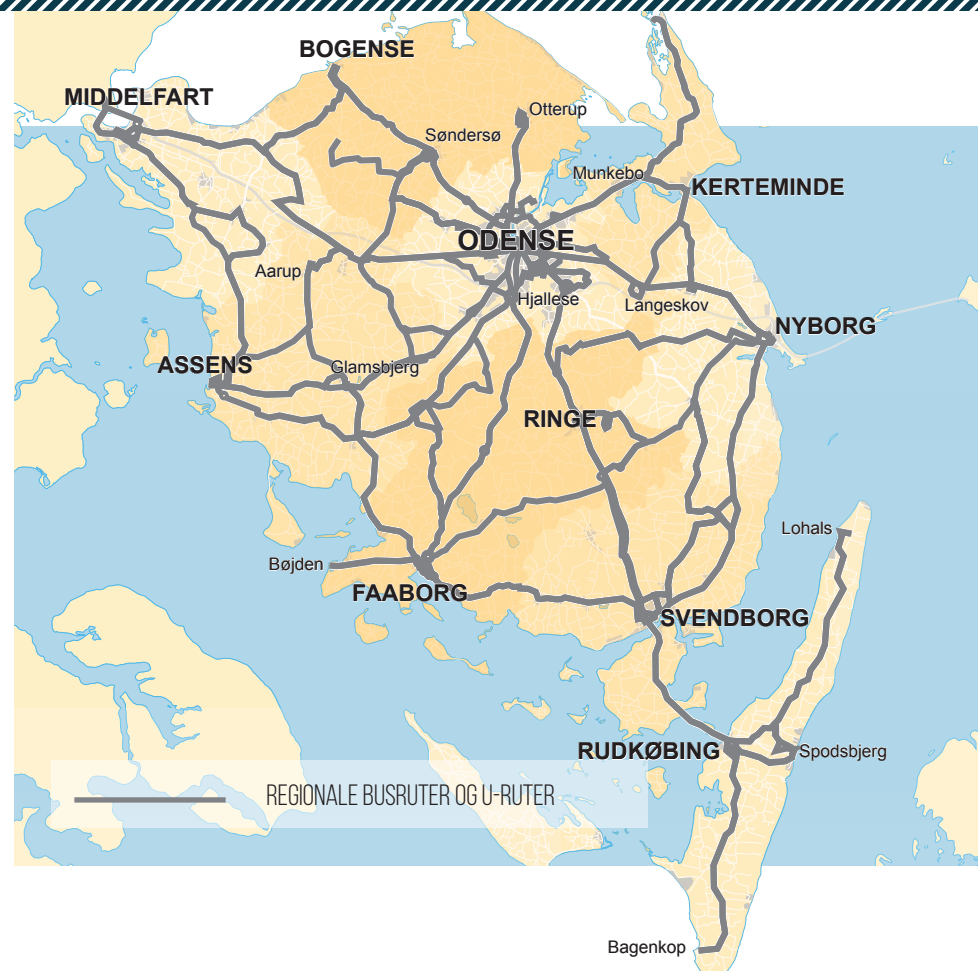 BOGENSE
MIDDELFART
Otterup
Søndersø
Munkebo
KERTEMINDE
ODENSE
Aarup
Hjallese
Langeskov
NYBORG
ASSENS
Glamsbjerg
RINGE
Lohals
Bøjden
FAABORG
SVENDBORG
RUDKØBING
Spodsbjerg
REGIONALE BUSRUTER OG U-RUTER
Bagenkop